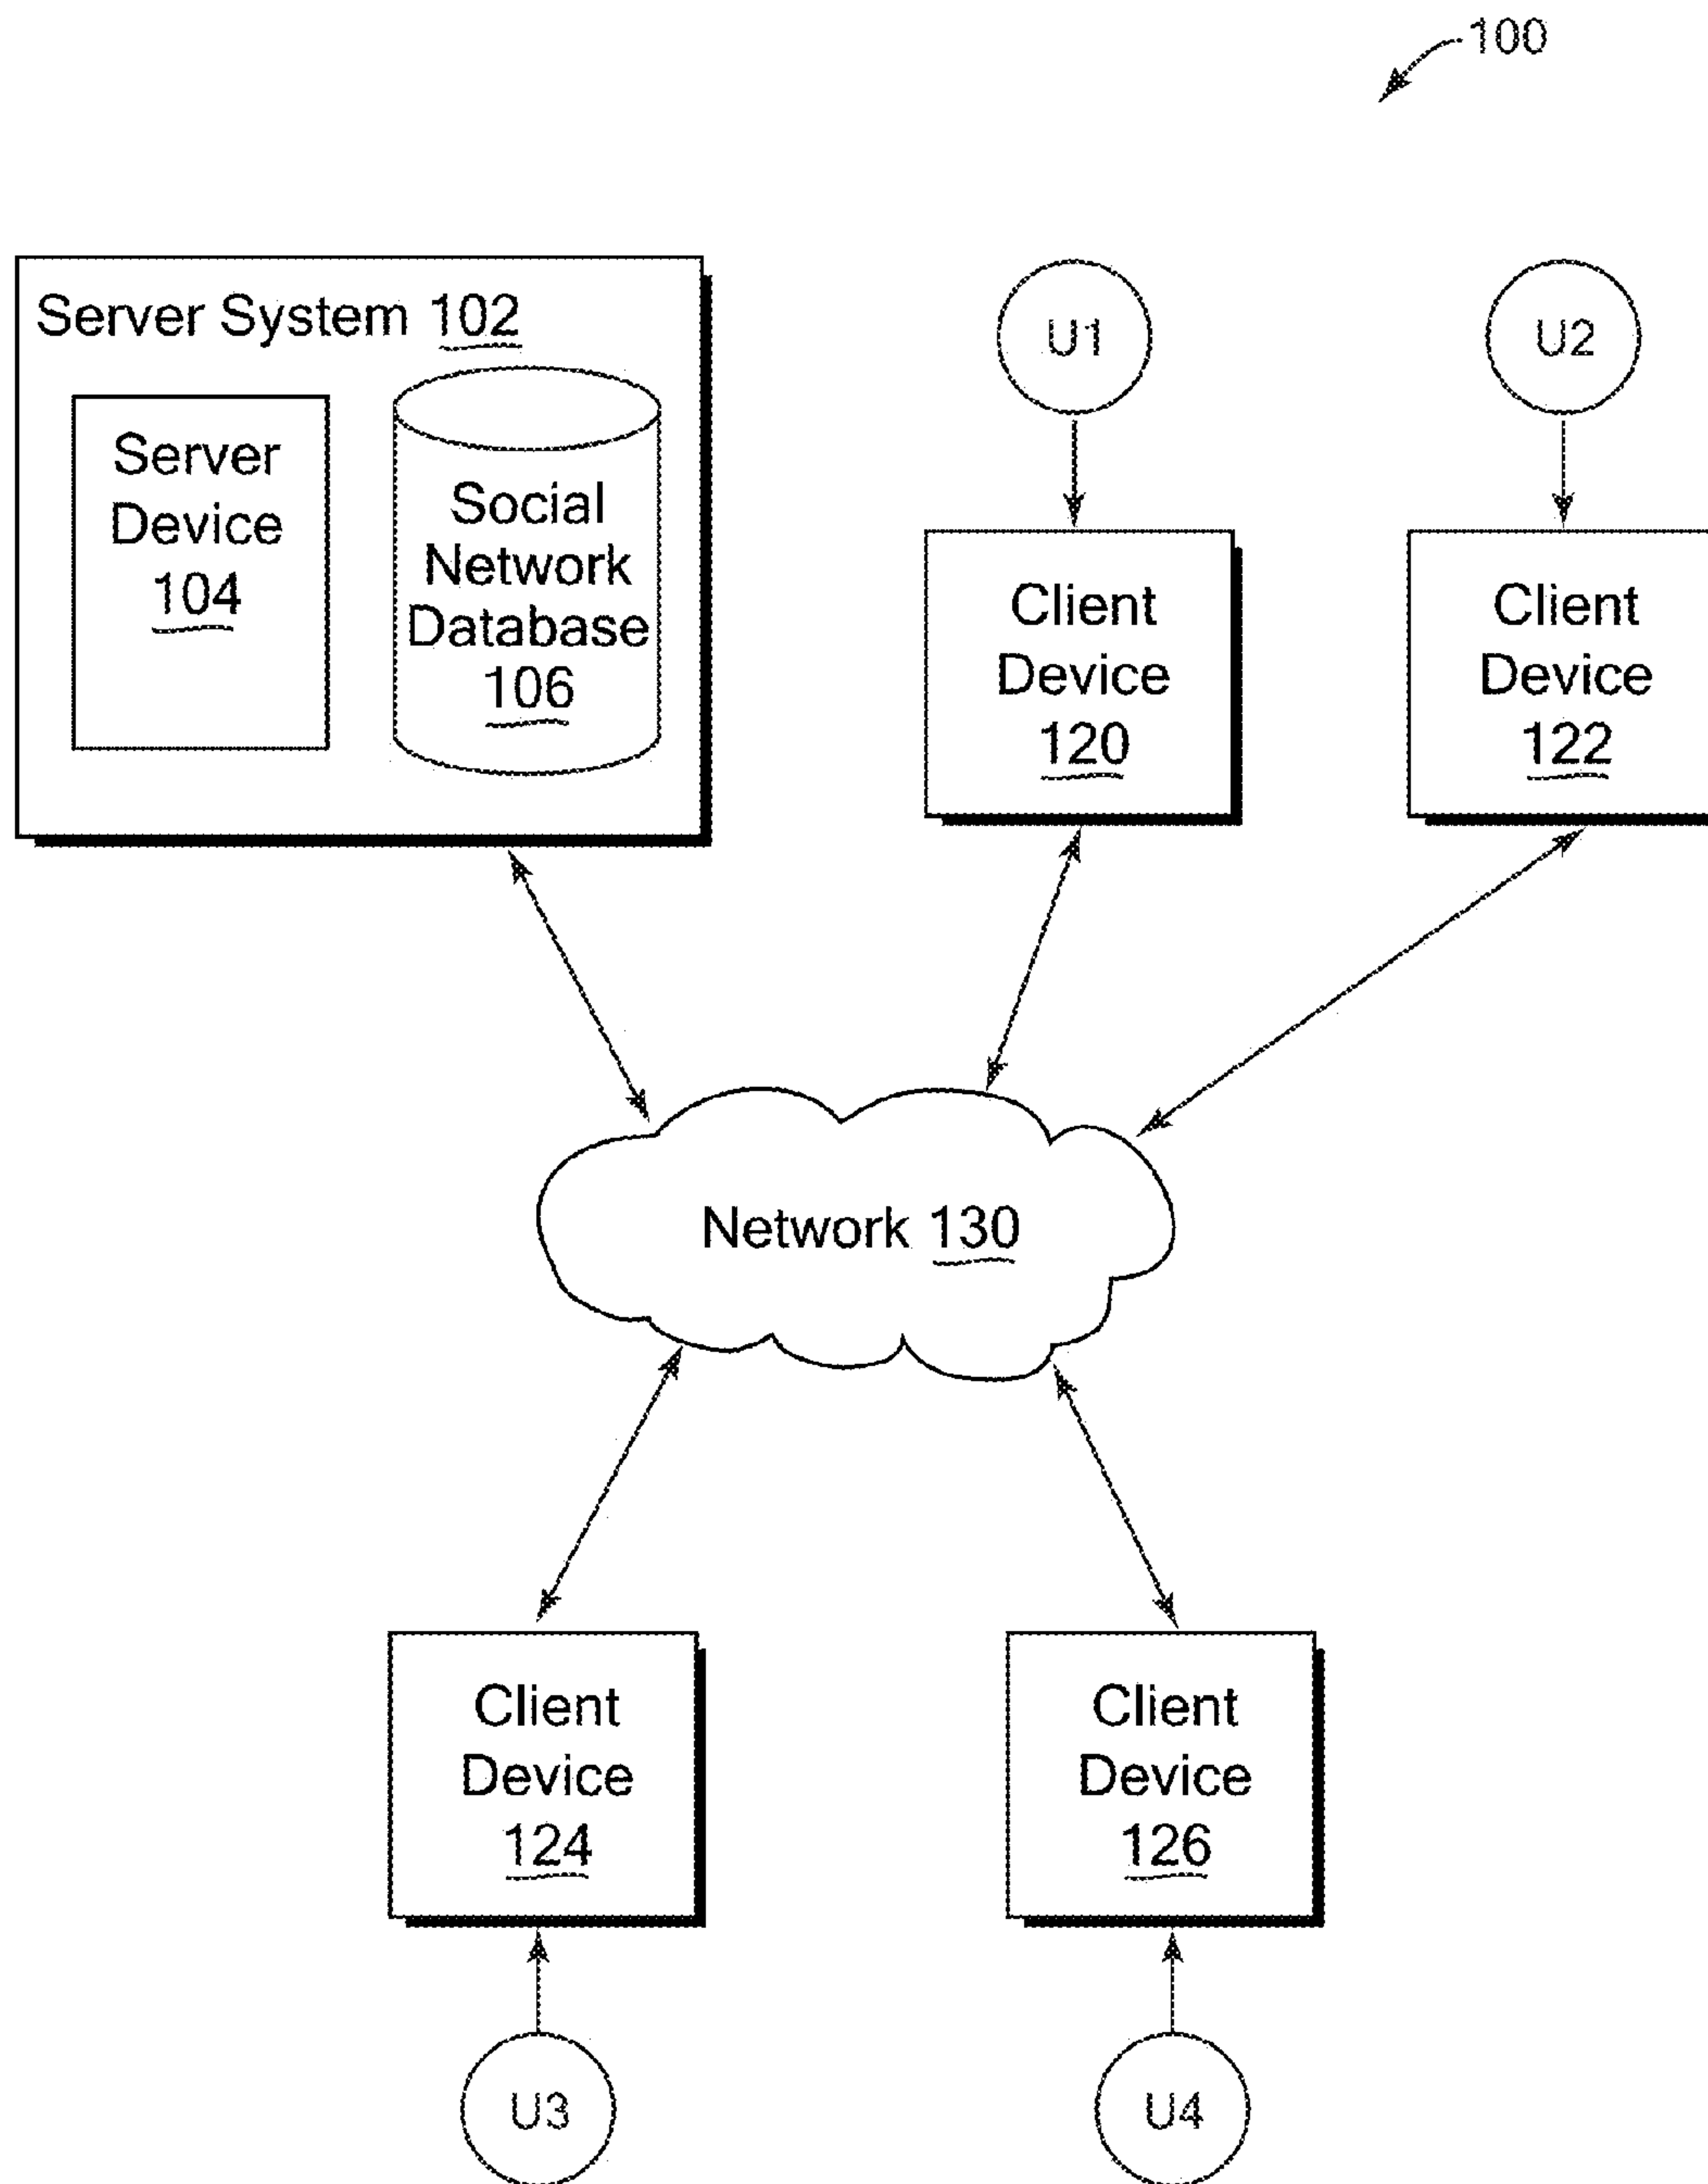 100
Server System 102
Server
Device
104
Social
Network
Database
106
U1
U2
Client
Device
120
Client
Device
122
Network 130
Client
Device
124
Client
Device
126
U3
U4